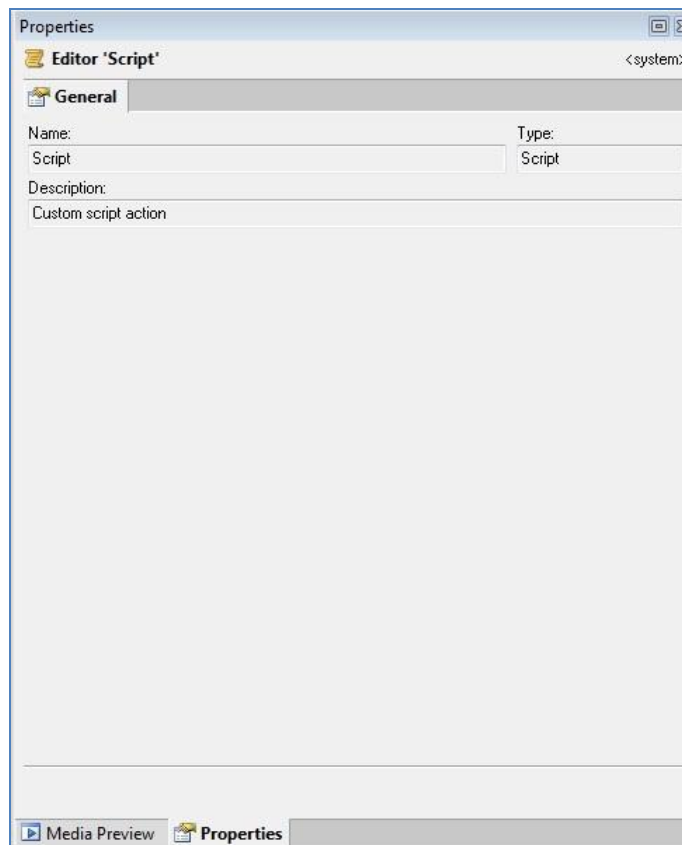 Properties
Editor 'Script' <system>
General
Name: Type:
Script Script
Description:
Custom script action
Media Preview Properties